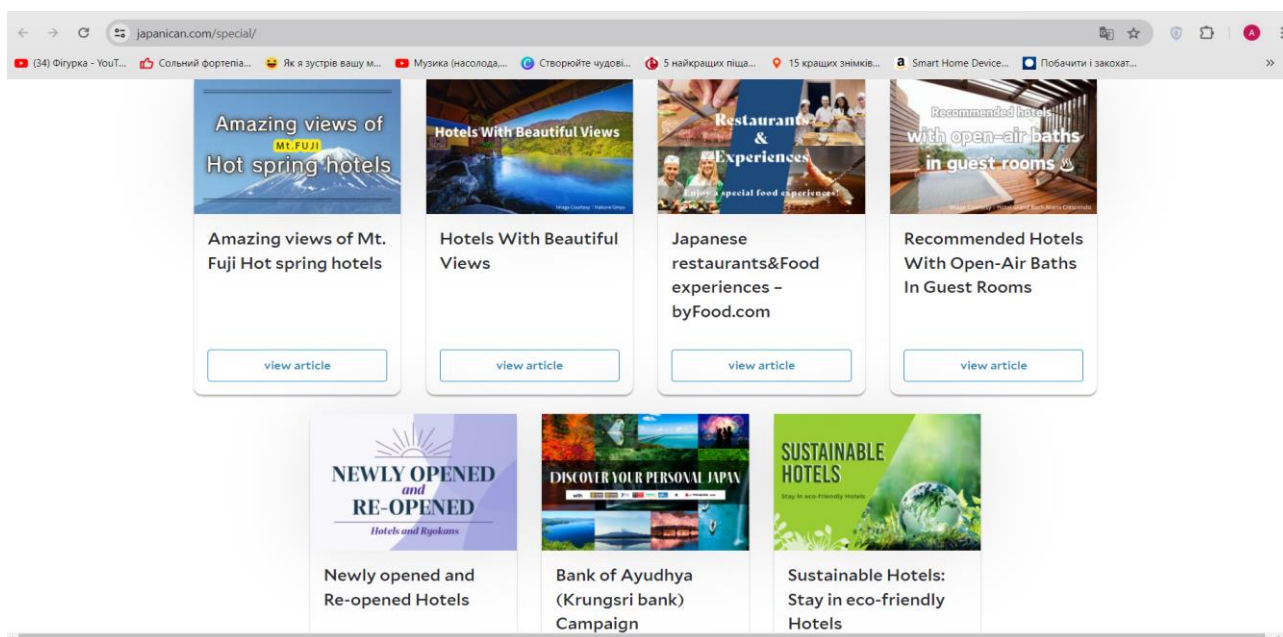 japanican.com/special/
A
(34) Фігурка - YouT...
Сольний фортепіа...
Як я зустрів вашу м...
Музика (насолода,...
Створюйте чудові...
5 найкращих піца...
15 кращих знімків...
Smart Home Device...
Побачити і закохат...
Amazing views of
Mt.FUJI
Hot spring hotels
Hotels With Beautiful Views
Restaurants
&
Experiences
Enjoy a special food experiences!
Recommended hotels
with open-air baths
in guest rooms
Amazing views of Mt.
Fuji Hot spring hotels
Hotels With Beautiful
Views
Japanese
restaurants&Food
experiences –
byFood.com
Recommended Hotels
With Open-Air Baths
In Guest Rooms
view article
view article
view article
view article
NEWLY OPENED
and
RE-OPENED
Hotels and Ryokans
DISCOVER YOUR PERSONAL JAPAN
with
SUSTAINABLE
HOTELS
Stay in eco-friendly Hotels
Newly opened and
Re-opened Hotels
Bank of Ayudhya
(Krungsri bank)
Campaign
Sustainable Hotels:
Stay in eco-friendly
Hotels